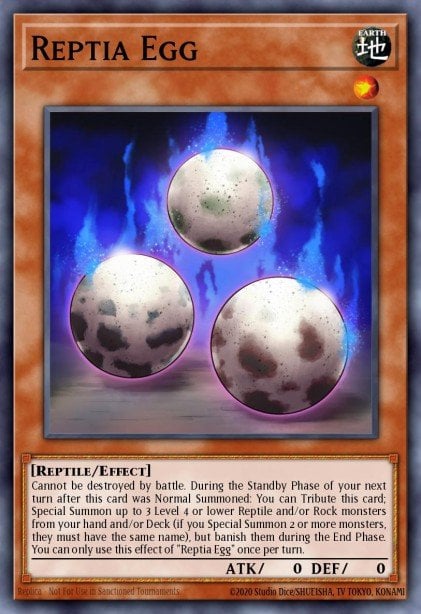 REPTIA EGG
EARTH
地
[REPTILE/EFFECT]
Cannot be destroyed by battle. During the Standby Phase of your next
turn after this card was Normal Summoned: You can Tribute this card;
Special Summon up to 3 Level 4 or lower Reptile and/or Rock monsters
from your hand and/or Deck (if you Special Summon 2 or more monsters,
they must have the same name), but banish them during the End Phase.
You can only use this effect of "Reptia Egg" once per turn.
ATK/ 0 DEF/ 0
Replica - Not For Use in Sanctioned Tournaments ©2020 Studio Dice/SHUEISHA, TV TOKYO, KONAMI